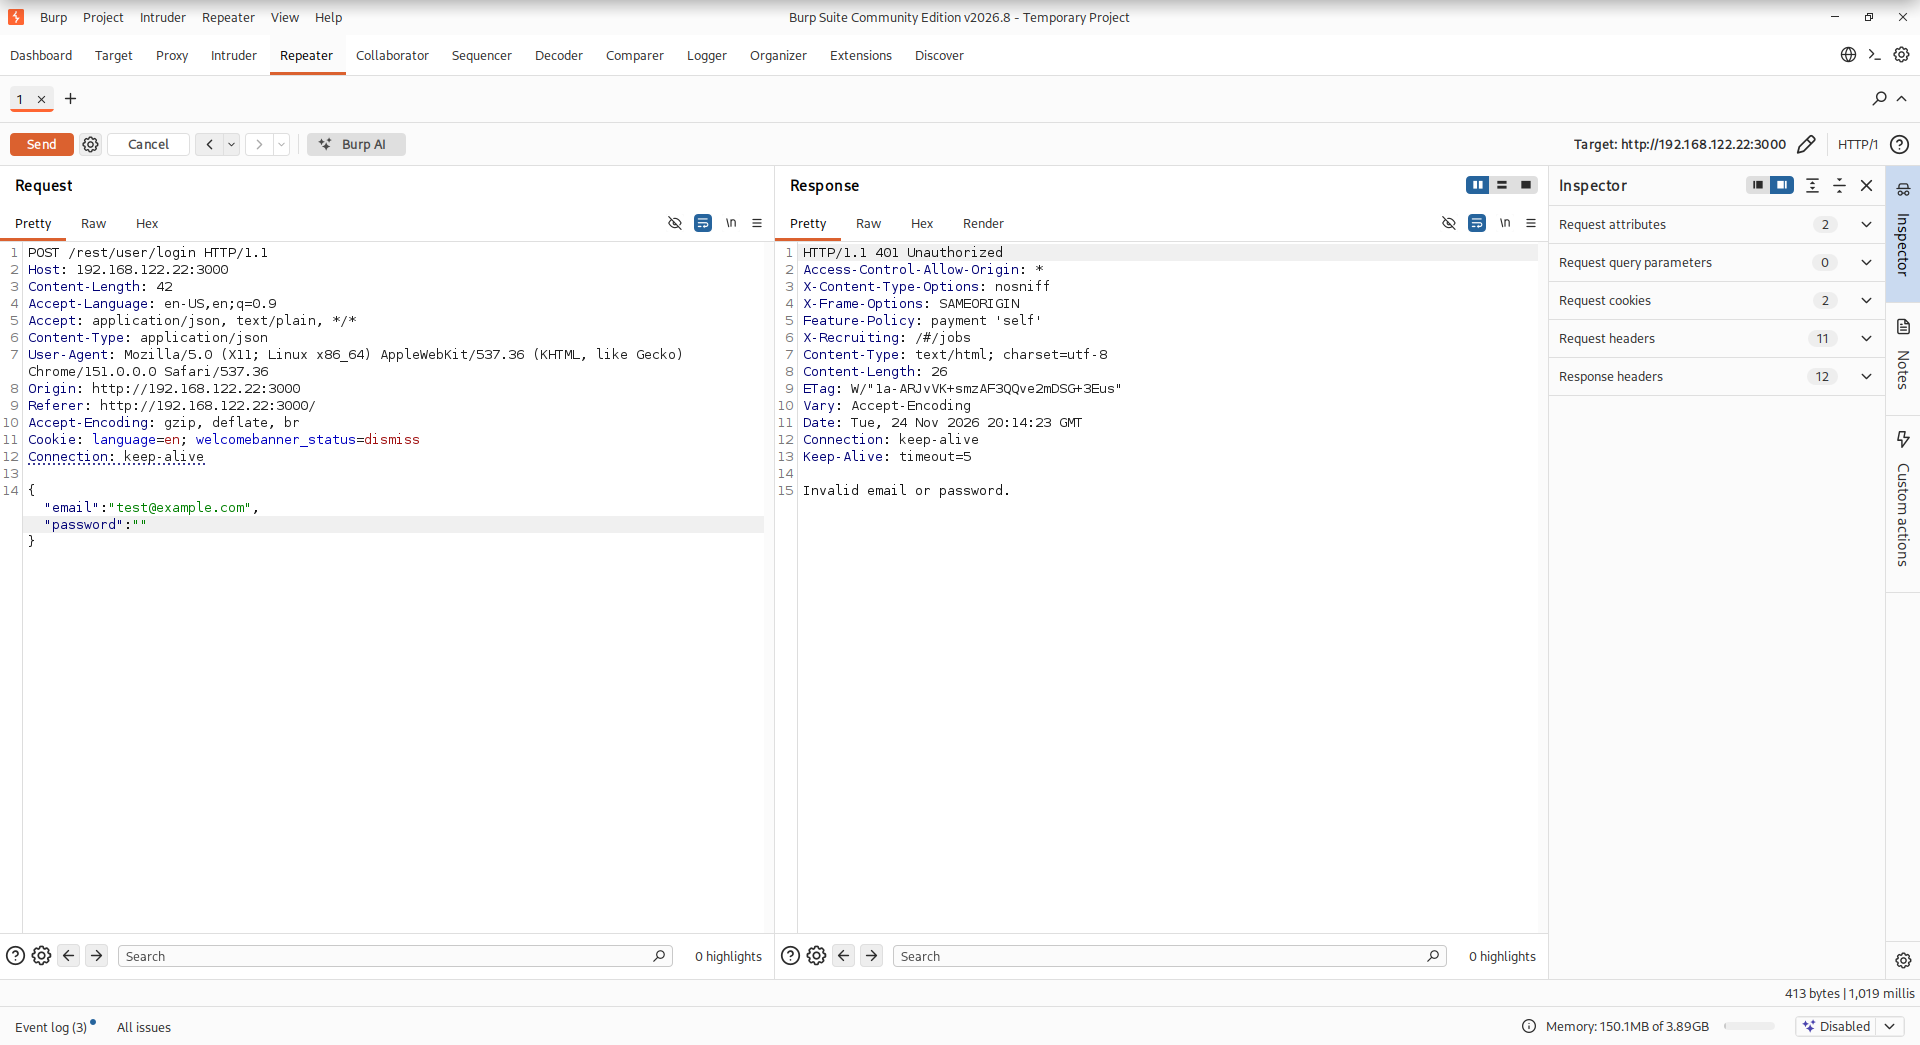 Burp Project Intruder Repeater View Help
Burp Suite Community Edition v2026.8 - Temporary Project
Dashboard Target Proxy Intruder Repeater Collaborator Sequencer Decoder Comparer Logger Organizer Extensions Discover
1
Send Cancel Burp AI
Target: http://192.168.122.22:3000 HTTP/1
Request
Pretty Raw Hex \n
1 POST /rest/user/login HTTP/1.1
2 Host: 192.168.122.22:3000
3 Content-Length: 42
4 Accept-Language: en-US,en;q=0.9
5 Accept: application/json, text/plain, */*
6 Content-Type: application/json
7 User-Agent: Mozilla/5.0 (X11; Linux x86_64) AppleWebKit/537.36 (KHTML, like Gecko)
Chrome/151.0.0.0 Safari/537.36
8 Origin: http://192.168.122.22:3000
9 Referer: http://192.168.122.22:3000/
10 Accept-Encoding: gzip, deflate, br
11 Cookie: language=en; welcomebanner_status=dismiss
12 Connection: keep-alive
13
14 {
"email":"test@example.com",
"password":""
}
Search 0 highlights
Response
Pretty Raw Hex Render \n
1 HTTP/1.1 401 Unauthorized
2 Access-Control-Allow-Origin: *
3 X-Content-Type-Options: nosniff
4 X-Frame-Options: SAMEORIGIN
5 Feature-Policy: payment 'self'
6 X-Recruiting: /#/jobs
7 Content-Type: text/html; charset=utf-8
8 Content-Length: 26
9 ETag: W/"1a-ARJvVK+smzAF3QQve2mDSG+3Eus"
10 Vary: Accept-Encoding
11 Date: Tue, 24 Nov 2026 20:14:23 GMT
12 Connection: keep-alive
13 Keep-Alive: timeout=5
14
15 Invalid email or password.
Search 0 highlights
Inspector
Request attributes 2
Request query parameters 0
Request cookies 2
Request headers 11
Response headers 12
Inspector
Notes
Custom actions
413 bytes | 1,019 millis
Event log (3) All issues
Memory: 150.1MB of 3.89GB
Disabled